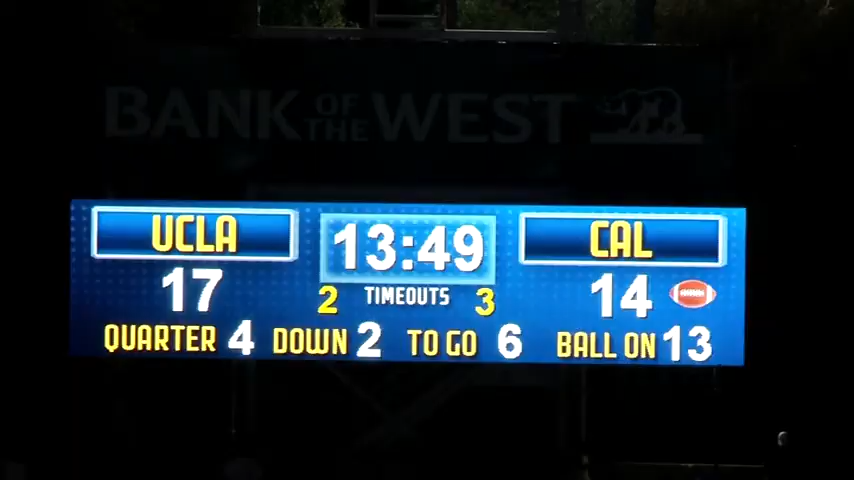 BANK OF THE WEST
UCLA 13:49 CAL
17 14
2 TIMEOUTS 3
QUARTER 4 DOWN 2 TO GO 6 BALL ON 13